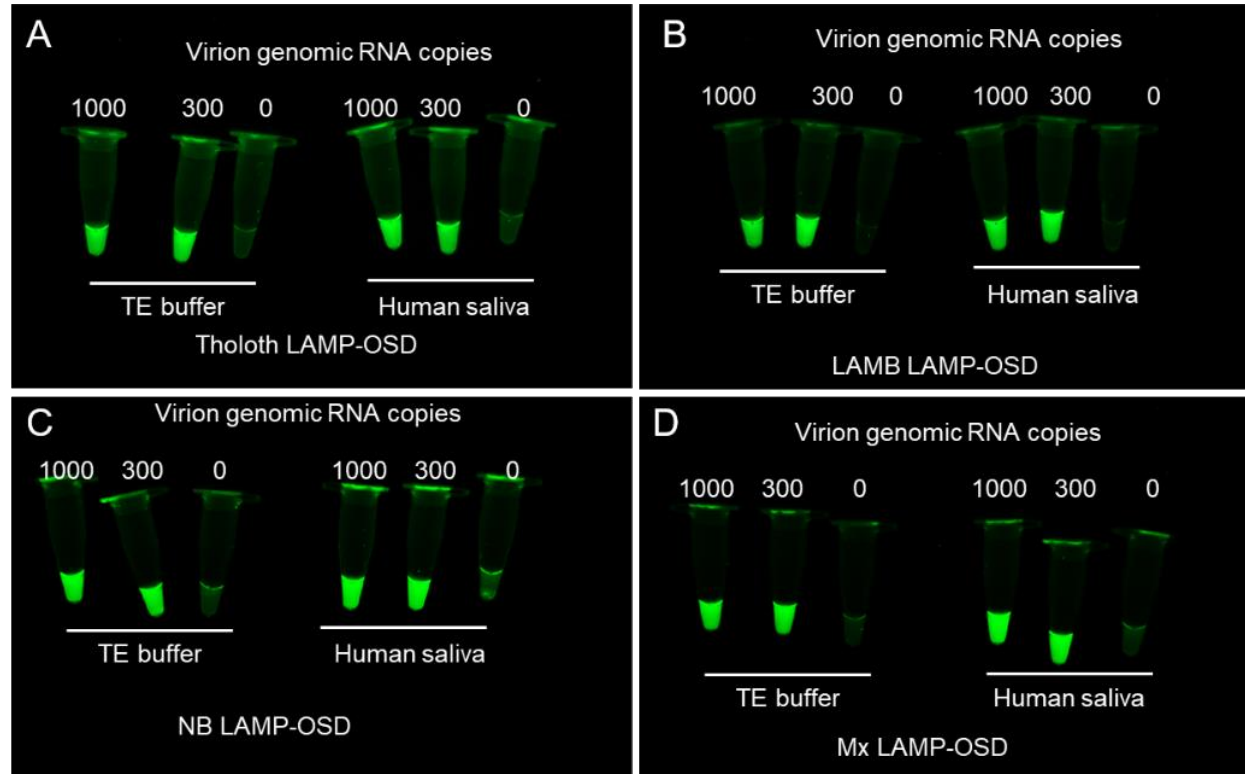 A
Virion genomic RNA copies
1000 300 0 1000 300 0
TE buffer Human saliva
Tholoth LAMP-OSD
B
Virion genomic RNA copies
1000 300 0 1000 300 0
TE buffer Human saliva
LAMB LAMP-OSD
C
Virion genomic RNA copies
1000 300 0 1000 300 0
TE buffer Human saliva
NB LAMP-OSD
D
Virion genomic RNA copies
1000 300 0 1000 300 0
TE buffer Human saliva
Mx LAMP-OSD